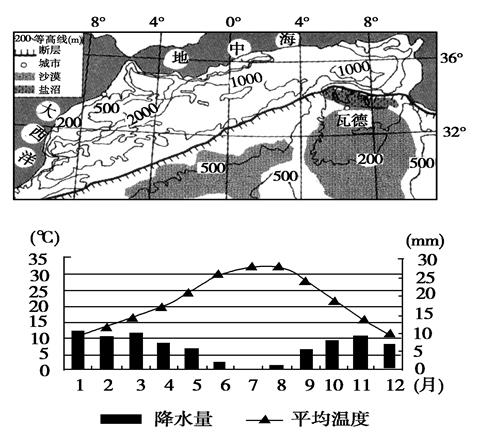 8° 4° 0° 4° 8°
200 等高线(m)
断层
城市
沙漠
盐沼
地 中 海
36°
32°
大
西
洋
1000
1000
500
2000
200
瓦德
200
500
500
500
(℃) (mm)
35 30
30 25
25 20
20 15
15 10
10 5
5 0
0
1 2 3 4 5 6 7 8 9 10 11 12 (月)
降水量 平均温度